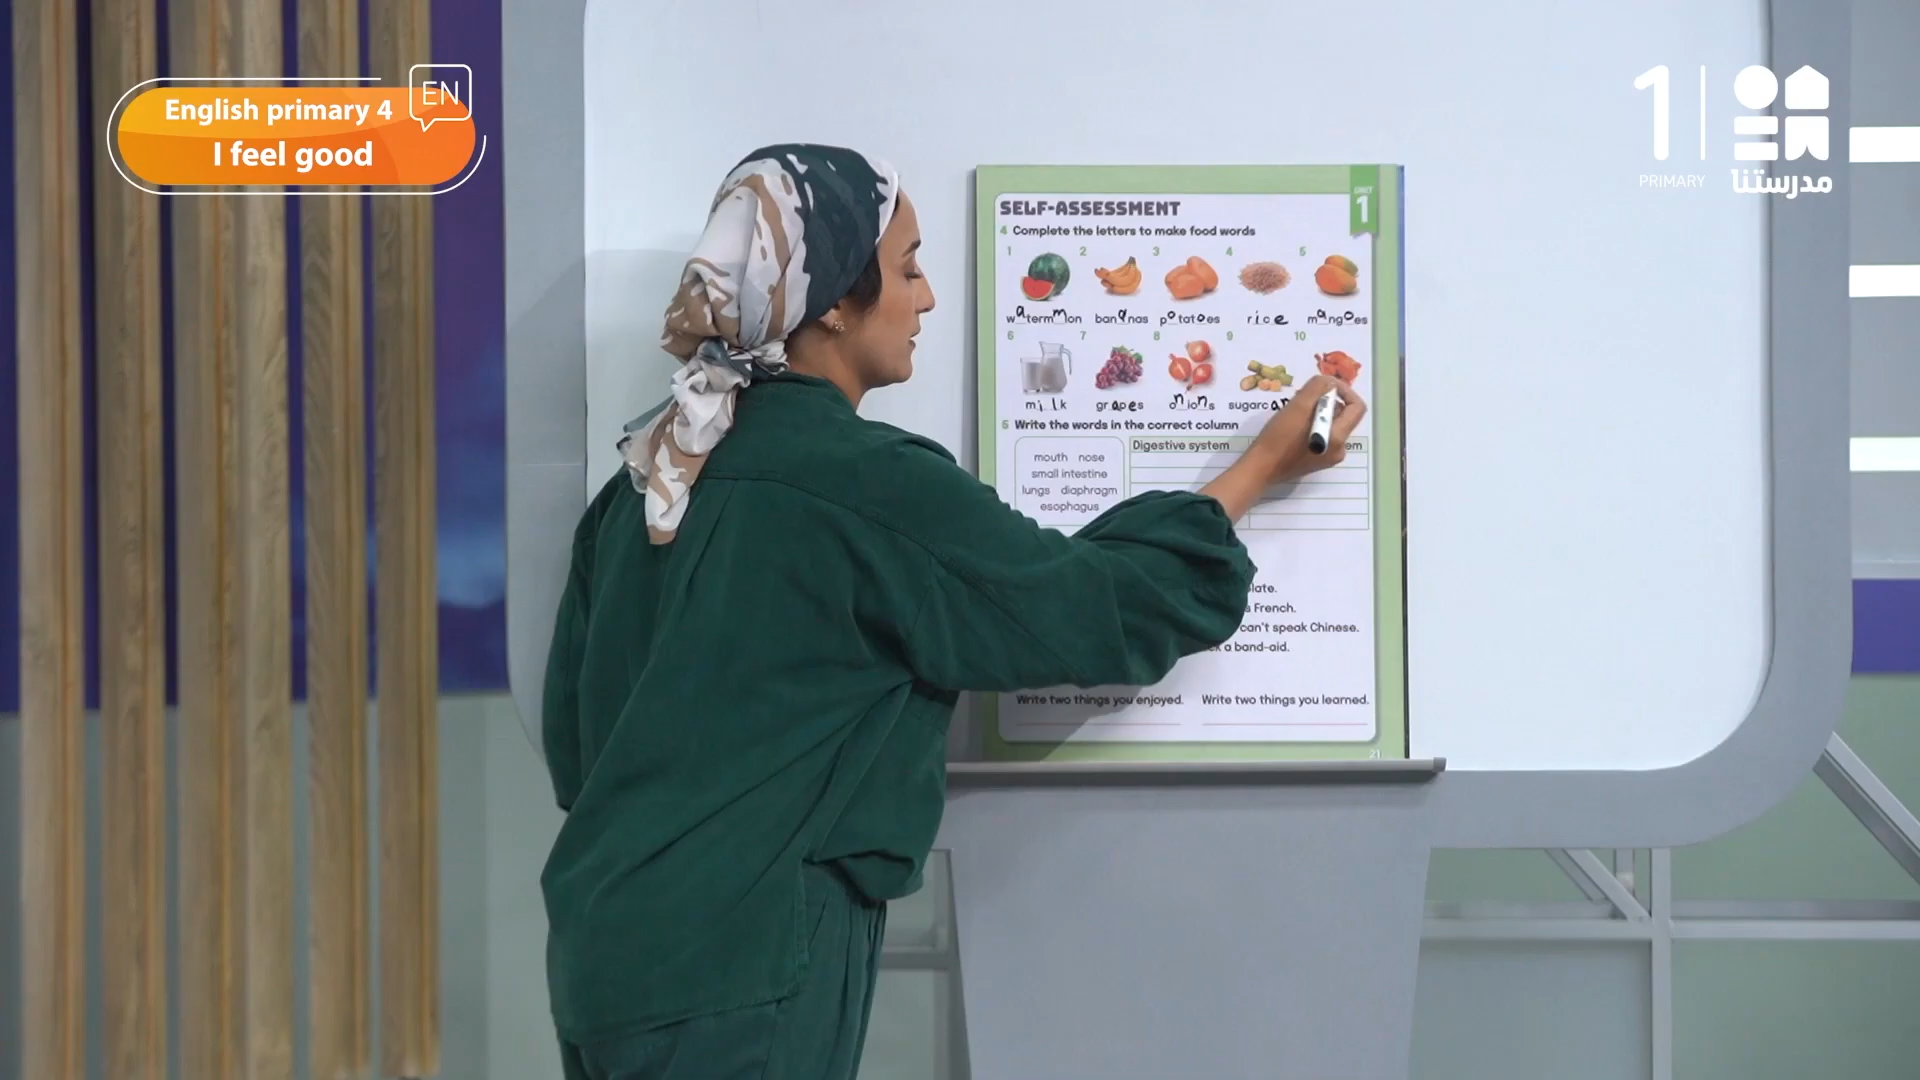 English primary 4
EN
I feel good
1
PRIMARY
مدرستنا
UNIT
1
SELF-ASSESSMENT
4 Complete the letters to make food words
1 2 3 4 5
watermmon bananas potatoes rice mangoes
6 7 8 9 10
milk grapes onions sugarcan
5 Write the words in the correct column
Digestive system
mouth nose
small intestine
lungs diaphragm
esophagus
late.
s French.
can't speak Chinese.
a band-aid.
Write two things you enjoyed. Write two things you learned.
21